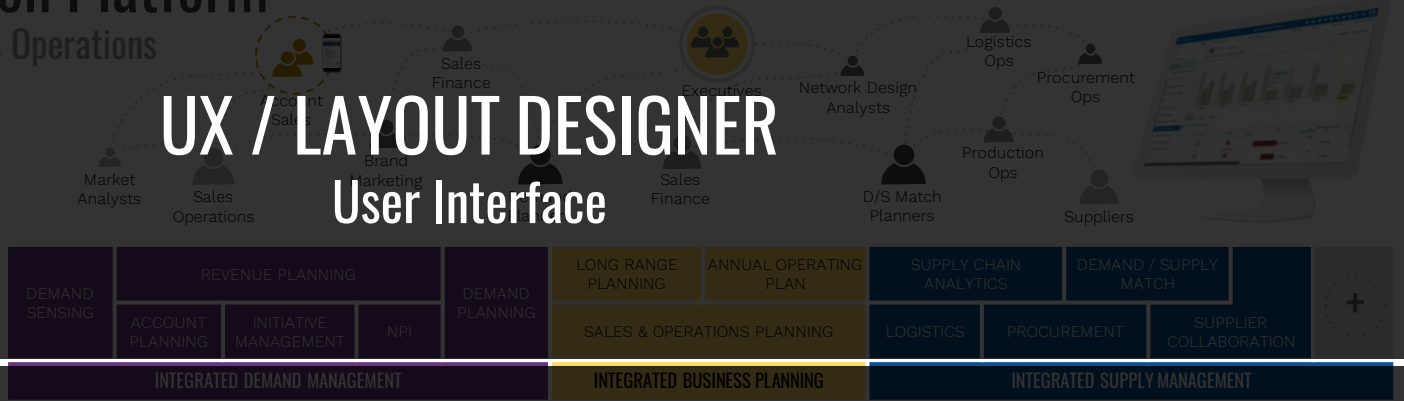 on Platform
Operations
Sales
Finance
Executives
Logistics
Ops
Network Design
Analysts
Procurement
Ops
Account
Sales
UX / LAYOUT DESIGNER
User Interface
Market
Analysts
Sales
Operations
Brand
Marketing
Sales
Finance
D/S Match
Planners
Production
Ops
Suppliers
DEMAND
SENSING
REVENUE PLANNING
ACCOUNT
PLANNING
INITIATIVE
MANAGEMENT
NPI
DEMAND
PLANNING
LONG RANGE
PLANNING
ANNUAL OPERATING
PLAN
SALES & OPERATIONS PLANNING
SUPPLY CHAIN
ANALYTICS
DEMAND / SUPPLY
MATCH
LOGISTICS
PROCUREMENT
SUPPLIER
COLLABORATION
+
INTEGRATED DEMAND MANAGEMENT
INTEGRATED BUSINESS PLANNING
INTEGRATED SUPPLY MANAGEMENT